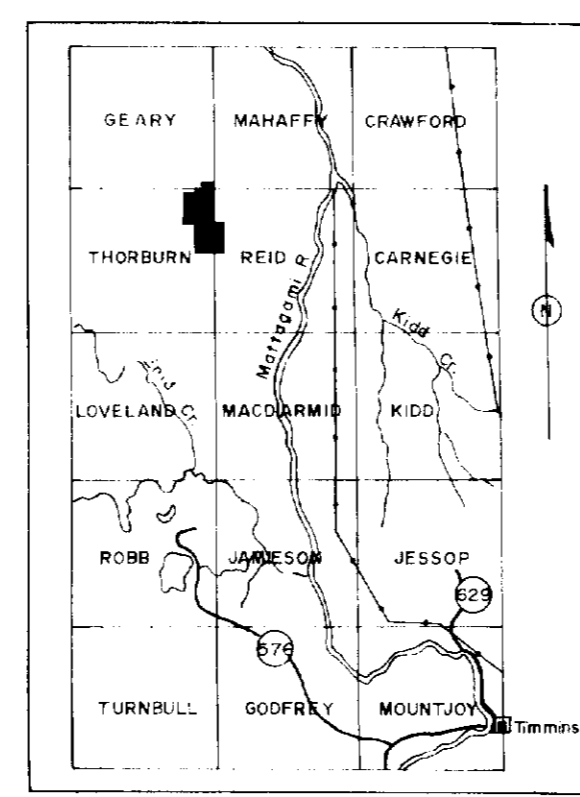 GEARY MAHAFFY CRAWFORD
THORBURN REID CARNEGIE
Mattagami R.
Kidd Cr.
N
LOVELAND Cr. MACDIARMID KIDD
ROBB JAMIESON JESSOP
629
576
TURNBULL GODFREY MOUNTJOY
Timmins